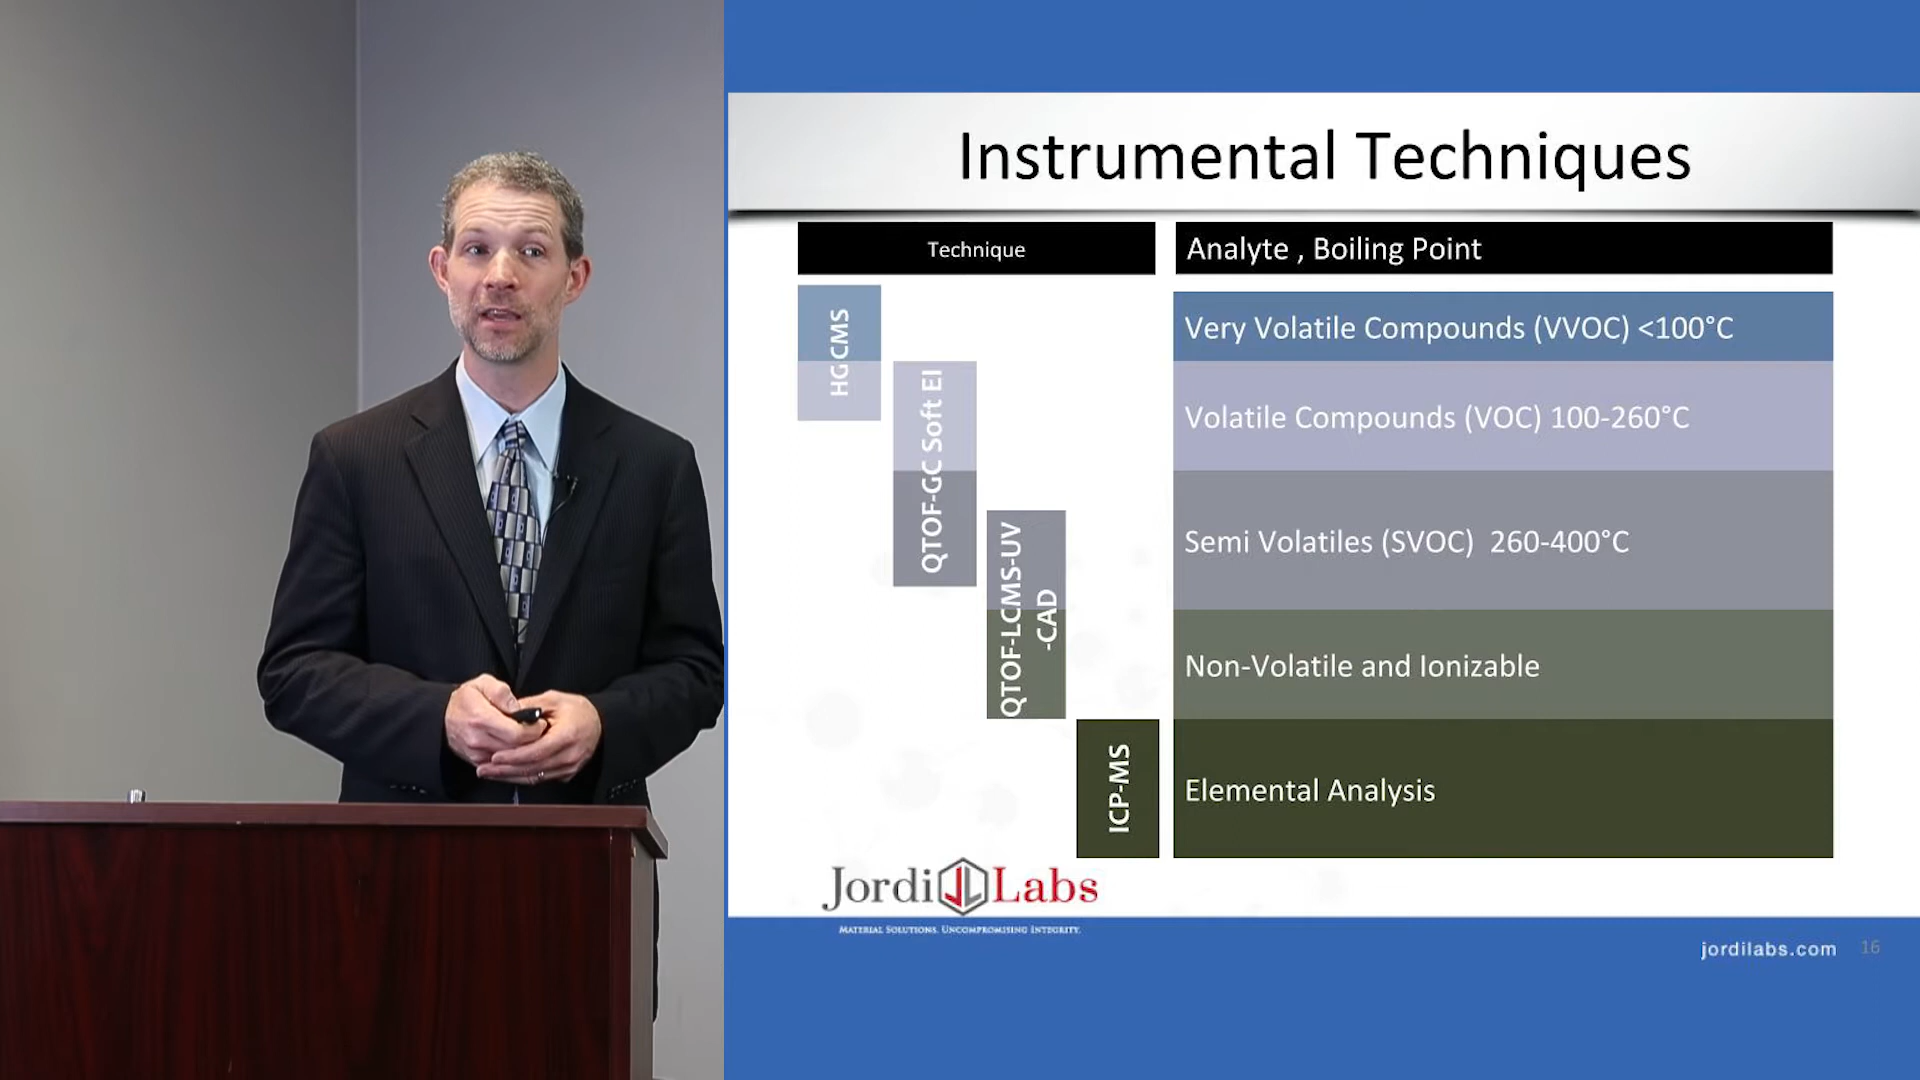 Instrumental Techniques
Technique
Analyte , Boiling Point
HGCMS
QTOF-GC Soft EI
QTOF-LCMS-UV
-CAD
ICP-MS
Very Volatile Compounds (VVOC) <100°C
Volatile Compounds (VOC) 100-260°C
Semi Volatiles (SVOC)  260-400°C
Non-Volatile and Ionizable
Elemental Analysis
Jordi JL Labs
MATERIAL SOLUTIONS. UNCOMPROMISING INTEGRITY.
jordilabs.com 16